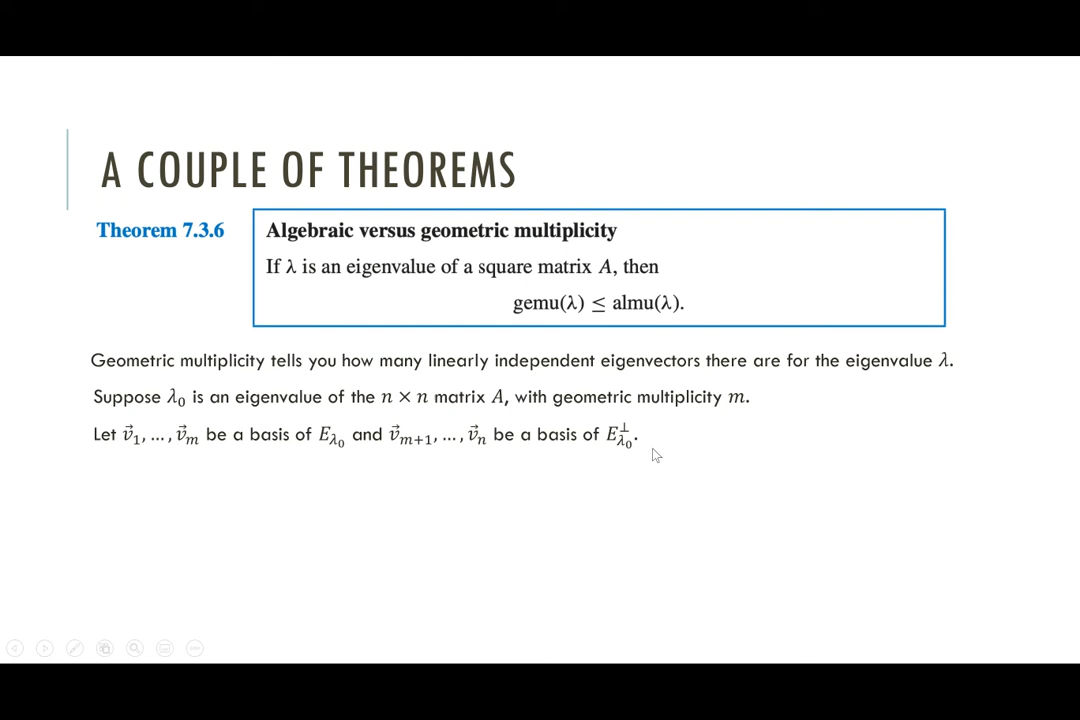 A COUPLE OF THEOREMS
Theorem 7.3.6
Algebraic versus geometric multiplicity
If λ is an eigenvalue of a square matrix A, then
gemu(λ) ≤ almu(λ).
Geometric multiplicity tells you how many linearly independent eigenvectors there are for the eigenvalue λ.
Suppose λ₀ is an eigenvalue of the n × n matrix A, with geometric multiplicity m.
Let v⃗₁, … , v⃗ₘ be a basis of E_λ₀ and v⃗ₘ₊₁, … , v⃗ₙ be a basis of E_λ₀^⊥.